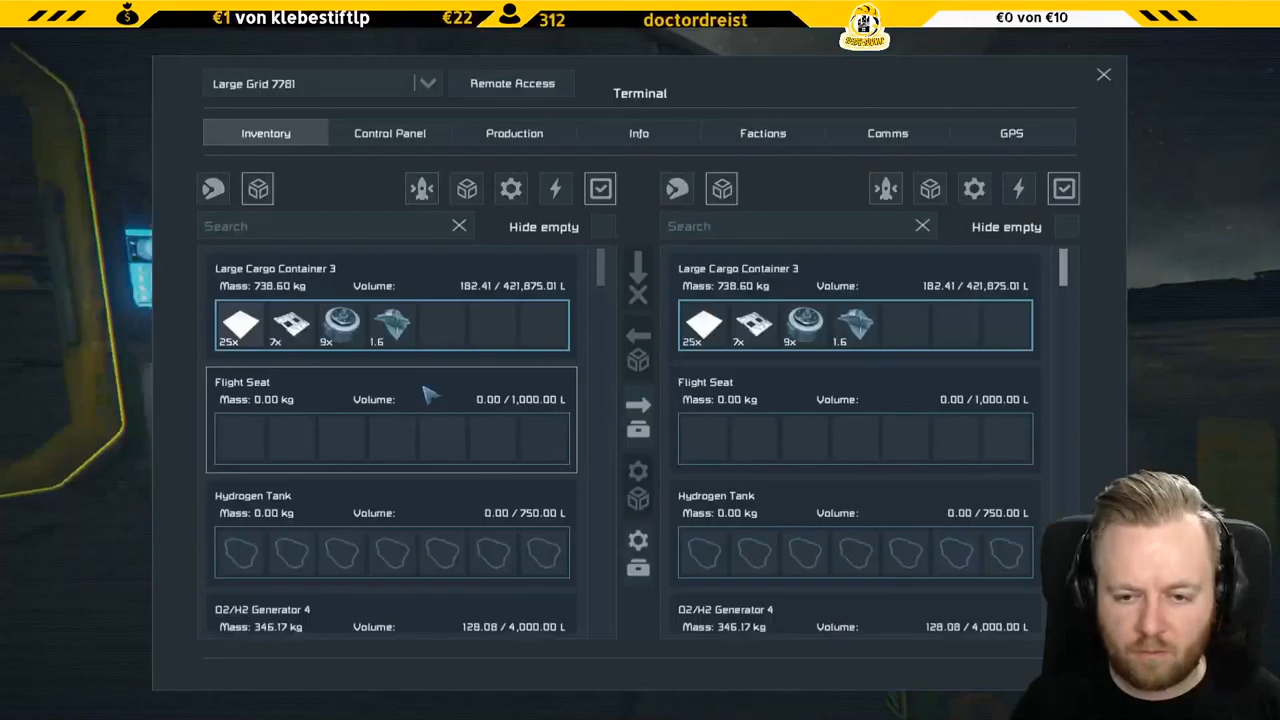 €1 von klebestiftlp
€22
312
doctordreist
€0 von €10
Large Grid 7781
Remote Access
Terminal
Inventory
Control Panel
Production
Info
Factions
Comms
GPS
Search
Hide empty
Search
Hide empty
Large Cargo Container 3
Mass: 738.60 kg Volume: 182.41 / 421,875.01 L
25x 7x 9x 1.6
Flight Seat
Mass: 0.00 kg Volume: 0.00 / 1,000.00 L
Hydrogen Tank
Mass: 0.00 kg Volume: 0.00 / 750.00 L
O2/H2 Generator 4
Mass: 346.17 kg Volume: 128.08 / 4,000.00 L
Large Cargo Container 3
Mass: 738.60 kg Volume: 182.41 / 421,875.01 L
25x 7x 9x 1.6
Flight Seat
Mass: 0.00 kg Volume: 0.00 / 1,000.00 L
Hydrogen Tank
Mass: 0.00 kg Volume: 0.00 / 750.00 L
O2/H2 Generator 4
Mass: 346.17 kg Volume: 128.08 / 4,000.00 L